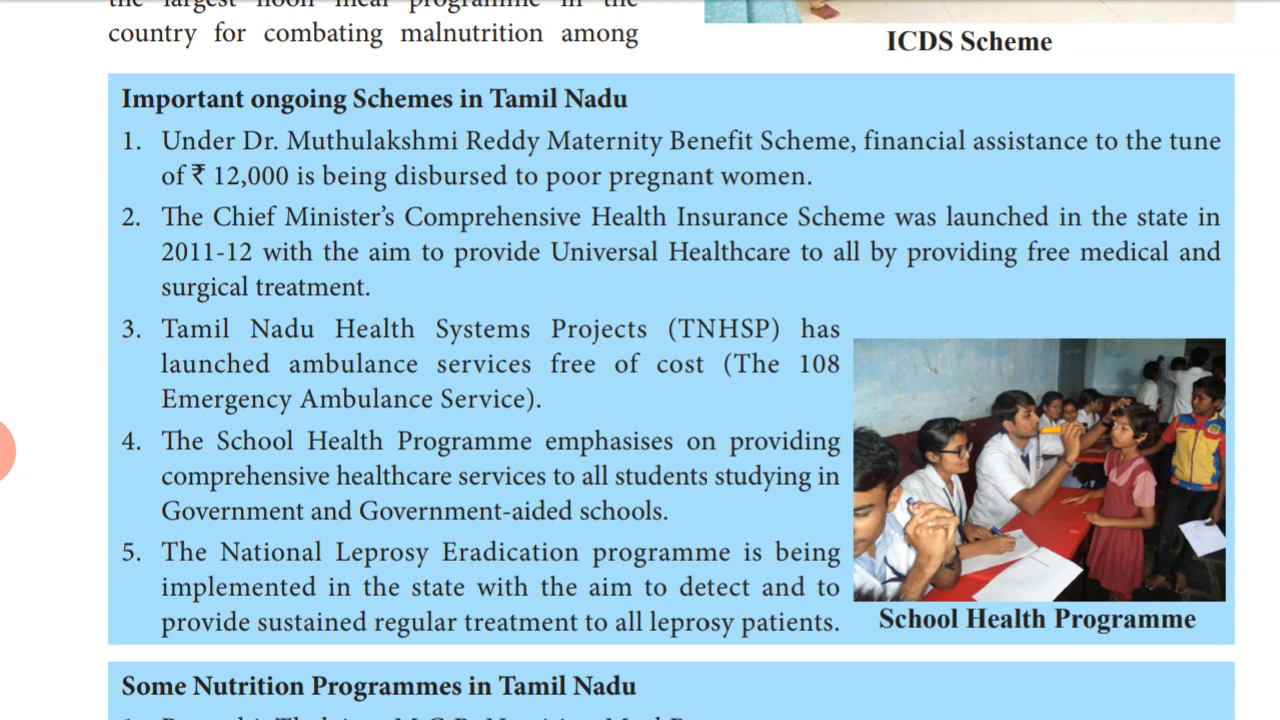 the largest noon meal programme in the
country for combating malnutrition among
ICDS Scheme
Important ongoing Schemes in Tamil Nadu
1. Under Dr. Muthulakshmi Reddy Maternity Benefit Scheme, financial assistance to the tune
of ₹ 12,000 is being disbursed to poor pregnant women.
2. The Chief Minister’s Comprehensive Health Insurance Scheme was launched in the state in
2011-12 with the aim to provide Universal Healthcare to all by providing free medical and
surgical treatment.
3. Tamil Nadu Health Systems Projects (TNHSP) has
launched ambulance services free of cost (The 108
Emergency Ambulance Service).
4. The School Health Programme emphasises on providing
comprehensive healthcare services to all students studying in
Government and Government-aided schools.
5. The National Leprosy Eradication programme is being
implemented in the state with the aim to detect and to
provide sustained regular treatment to all leprosy patients.
School Health Programme
Some Nutrition Programmes in Tamil Nadu